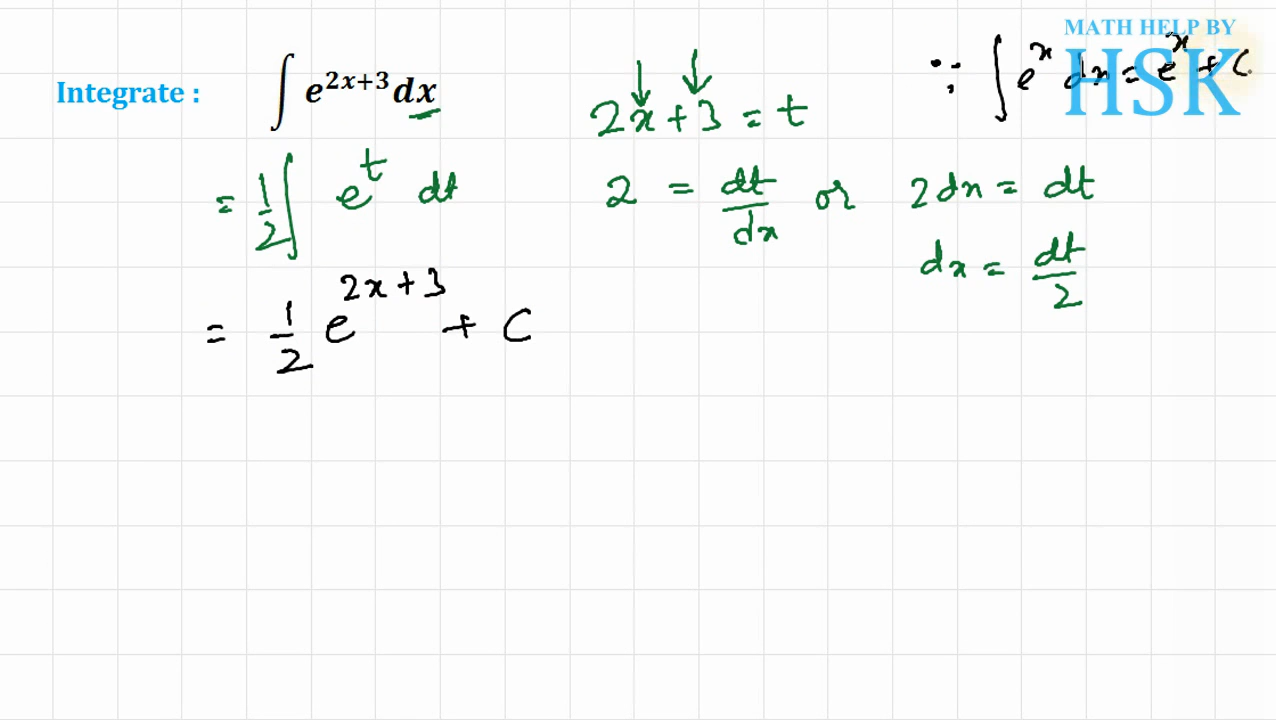 MATH HELP BY
HSK
∵ ∫ e^x dx = e^x + C
Integrate : ∫ e^{2x+3} dx
2x + 3 = t
= 1/2 ∫ e^t dt
2 = dt/dx or 2dx = dt
dx = dt/2
= 1/2 e^{2x+3} + C